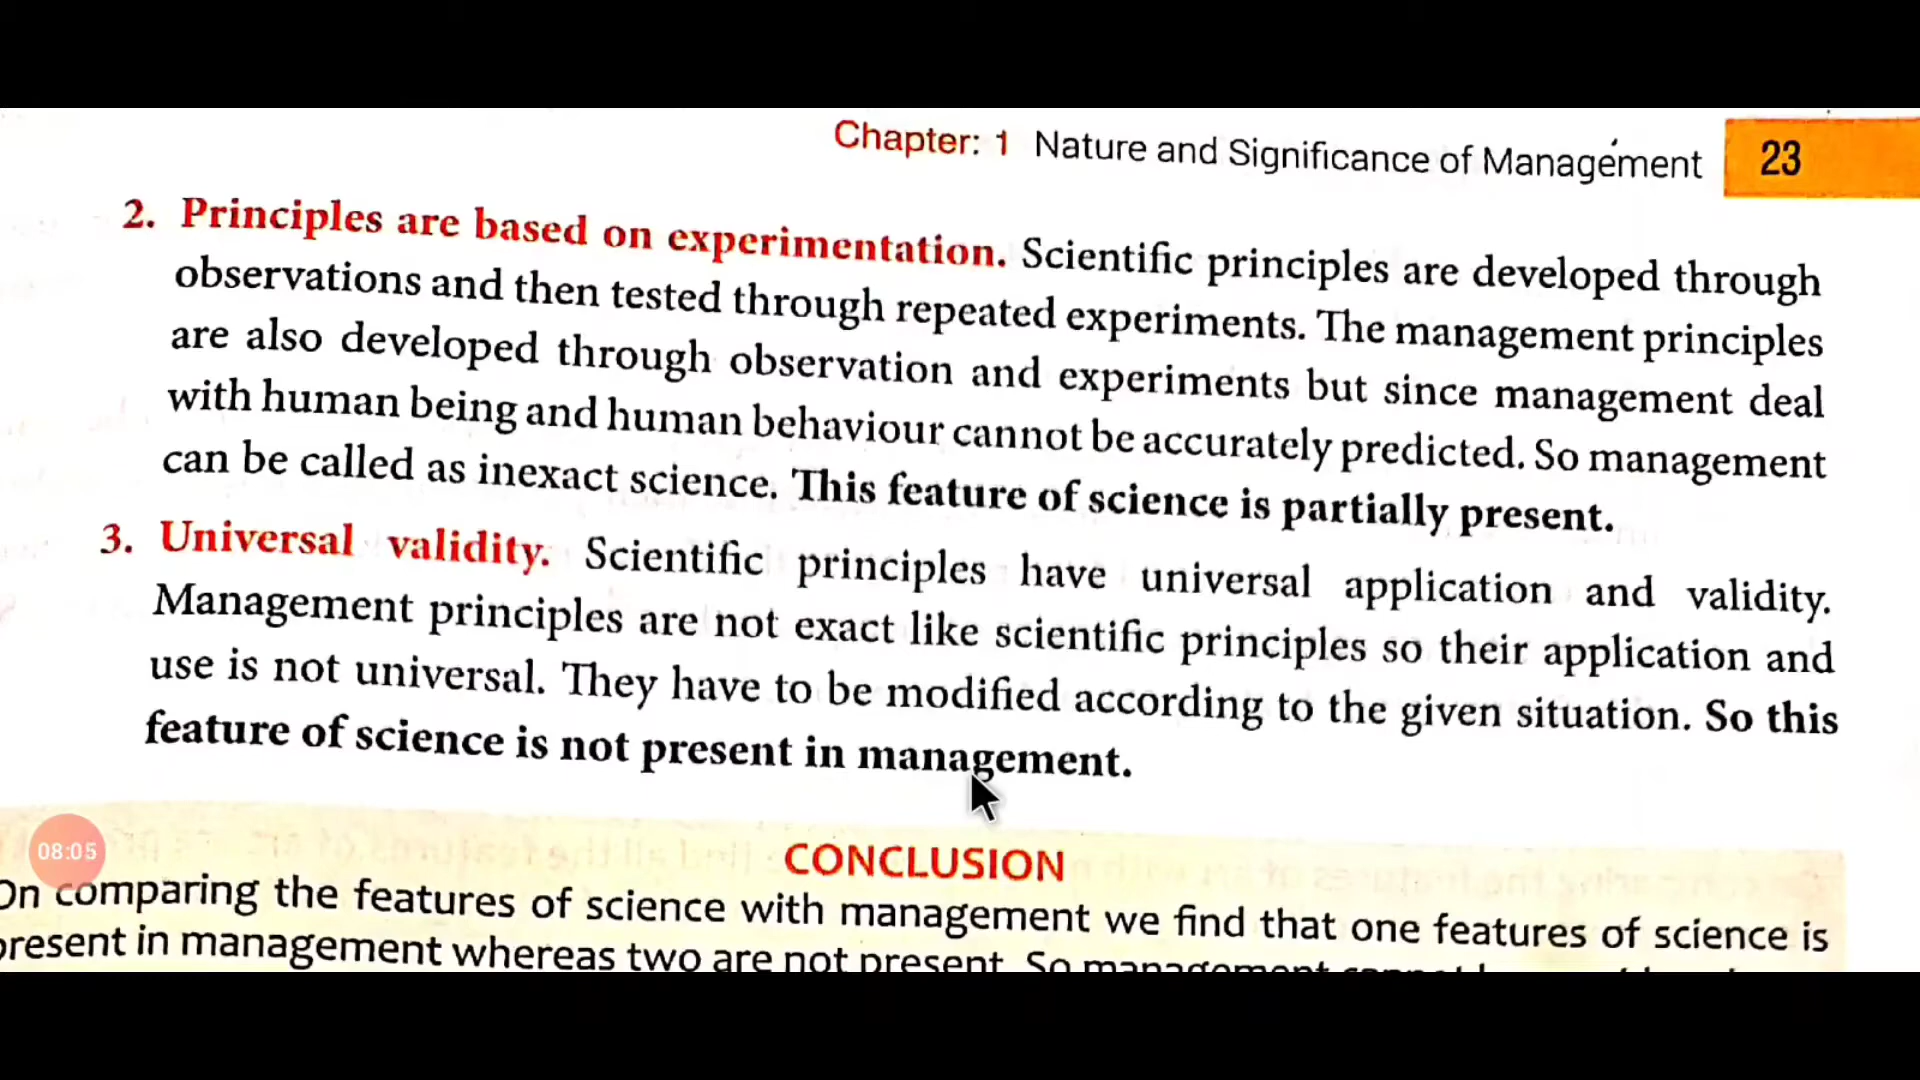 Chapter: 1 Nature and Significance of Management 23
2. Principles are based on experimentation. Scientific principles are developed through
observations and then tested through repeated experiments. The management principles
are also developed through observation and experiments but since management deal
with human being and human behaviour cannot be accurately predicted. So management
can be called as inexact science. This feature of science is partially present.
3. Universal validity. Scientific principles have universal application and validity.
Management principles are not exact like scientific principles so their application and
use is not universal. They have to be modified according to the given situation. So this
feature of science is not present in management.
08:05
CONCLUSION
On comparing the features of science with management we find that one features of science is
present in management whereas two are not present. So management